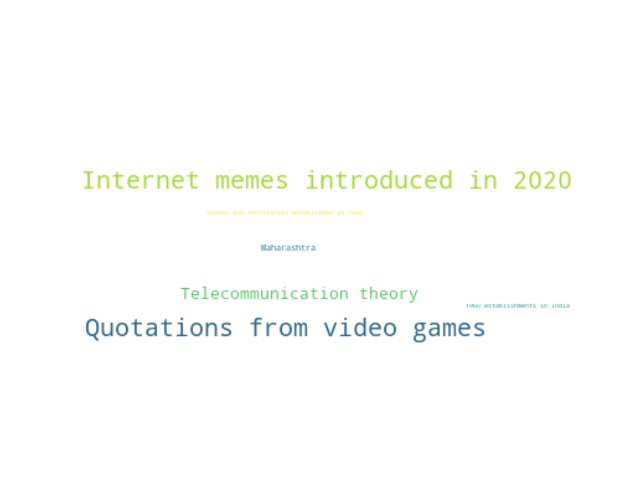 Internet memes introduced in 2020
States and territories established in 1960
Maharashtra
Telecommunication theory
1960 establishments in India
Quotations from video games